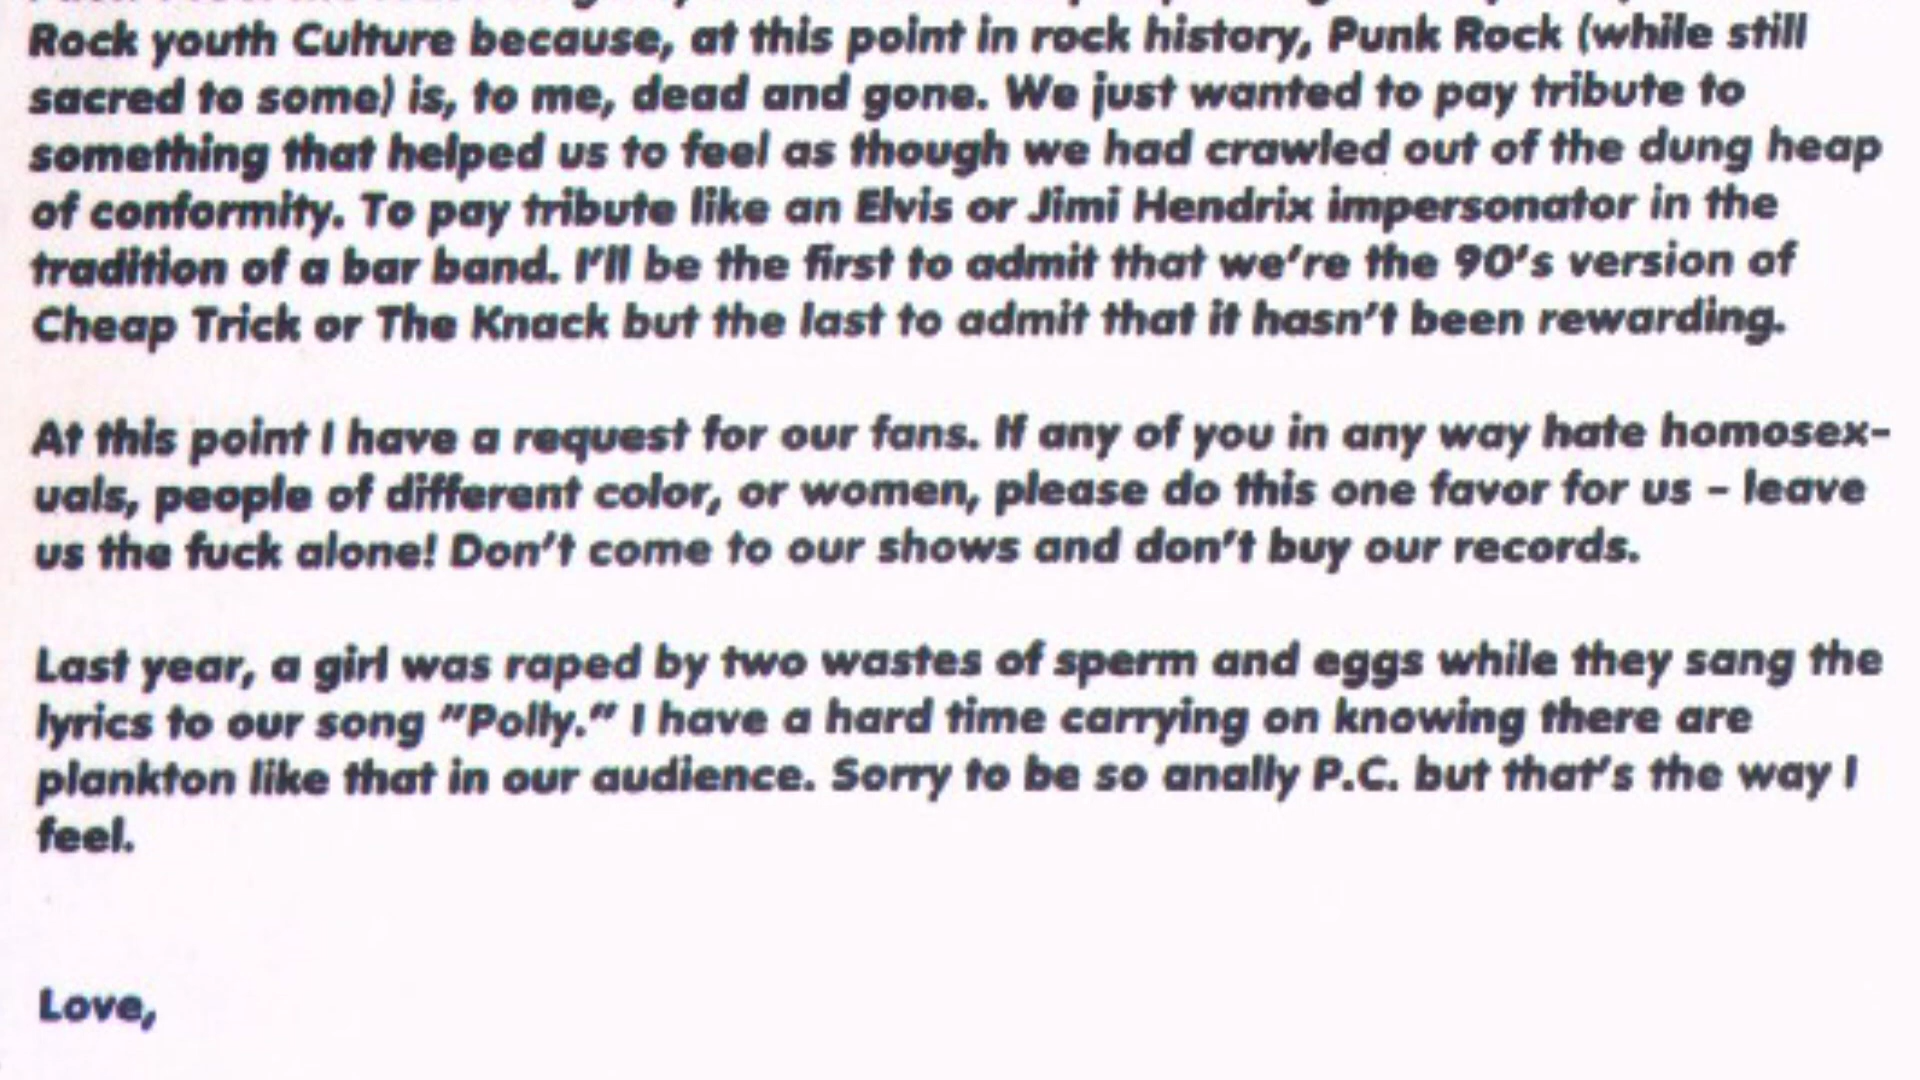 Rock youth Culture because, at this point in rock history, Punk Rock (while still
sacred to some) is, to me, dead and gone. We just wanted to pay tribute to
something that helped us to feel as though we had crawled out of the dung heap
of conformity. To pay tribute like an Elvis or Jimi Hendrix impersonator in the
tradition of a bar band. I'll be the first to admit that we're the 90's version of
Cheap Trick or The Knack but the last to admit that it hasn't been rewarding.
At this point I have a request for our fans. If any of you in any way hate homosex-
uals, people of different color, or women, please do this one favor for us – leave
us the fuck alone! Don't come to our shows and don't buy our records.
Last year, a girl was raped by two wastes of sperm and eggs while they sang the
lyrics to our song "Polly." I have a hard time carrying on knowing there are
plankton like that in our audience. Sorry to be so anally P.C. but that's the way I
feel.
Love,